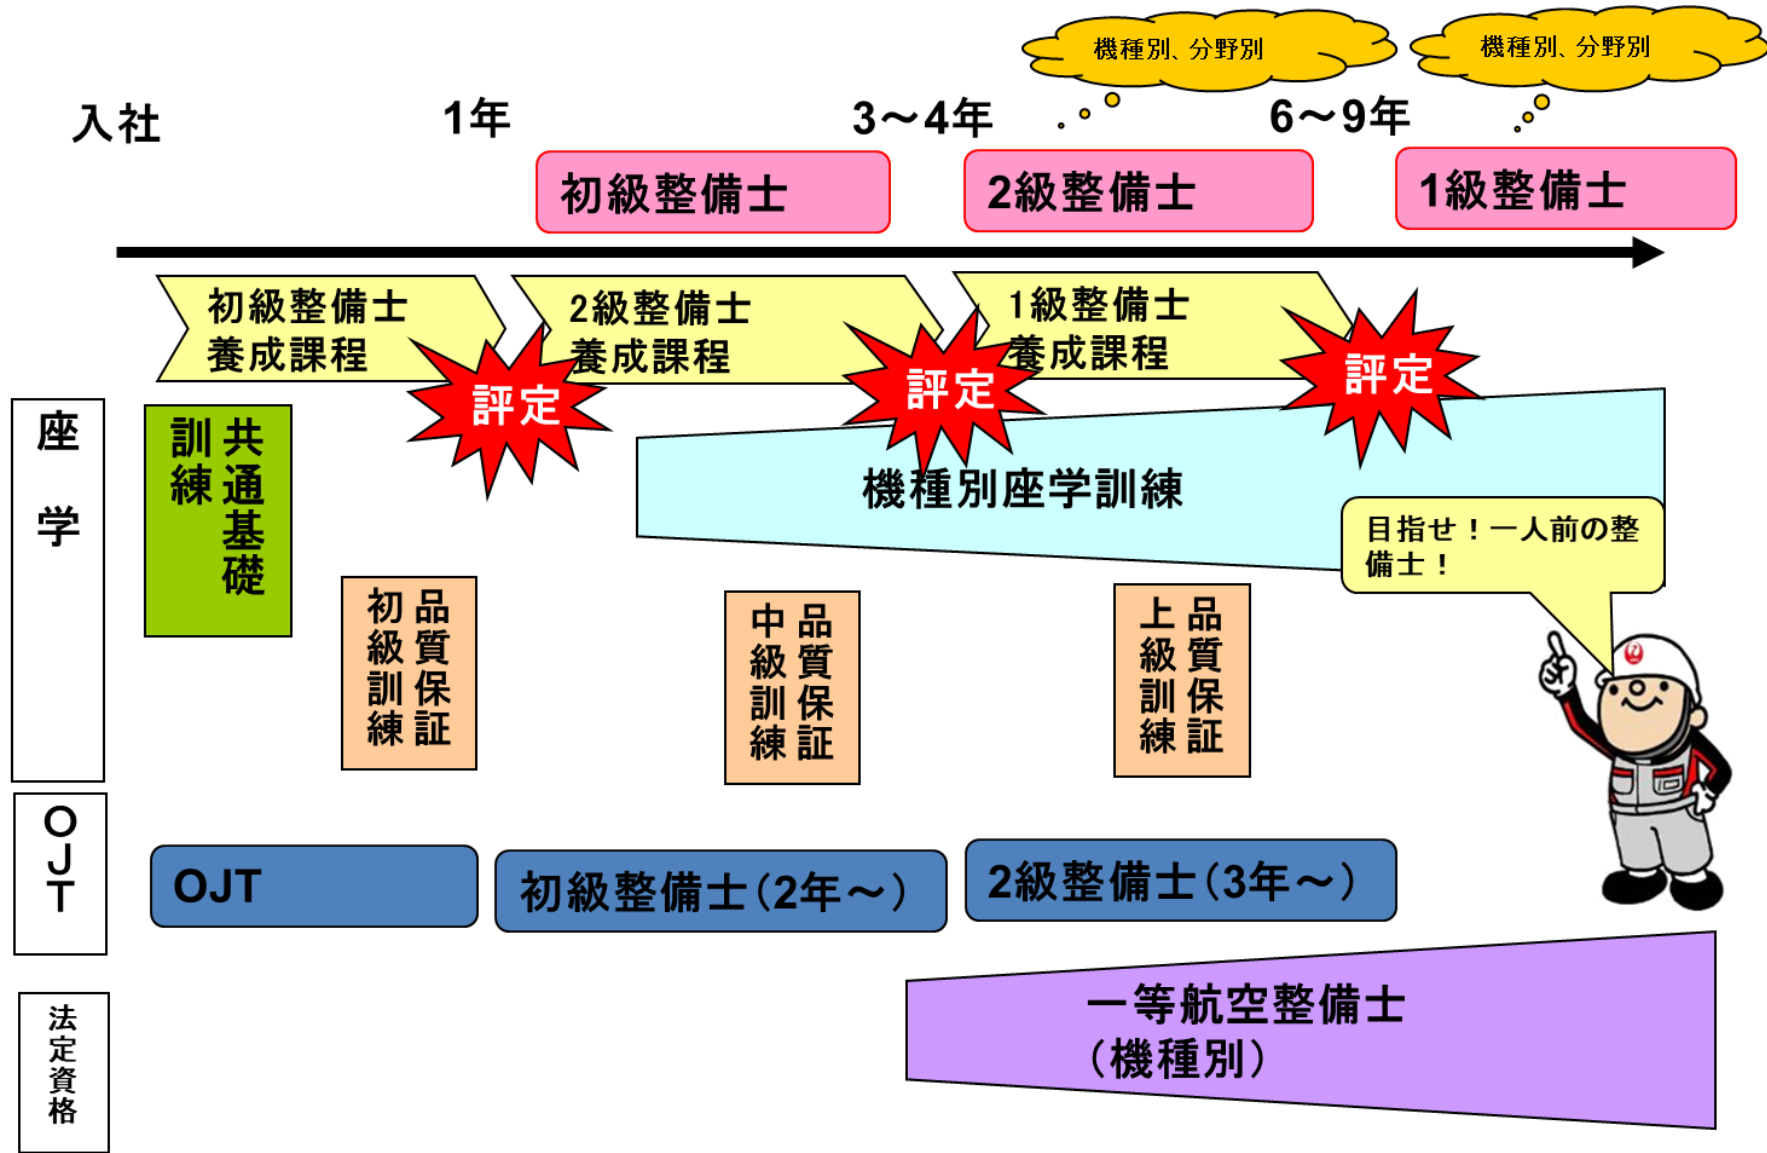 機種別、分野別
機種別、分野別
入社
1年
3～4年
6～9年
初級整備士
2級整備士
1級整備士
初級整備士
養成課程
2級整備士
養成課程
1級整備士
養成課程
評定
評定
評定
座学
共通基礎
訓練
機種別座学訓練
目指せ！一人前の整
備士！
品質保証
初級訓練
品質保証
中級訓練
品質保証
上級訓練
OJT
OJT
初級整備士（2年～）
2級整備士（3年～）
法定資格
一等航空整備士
（機種別）